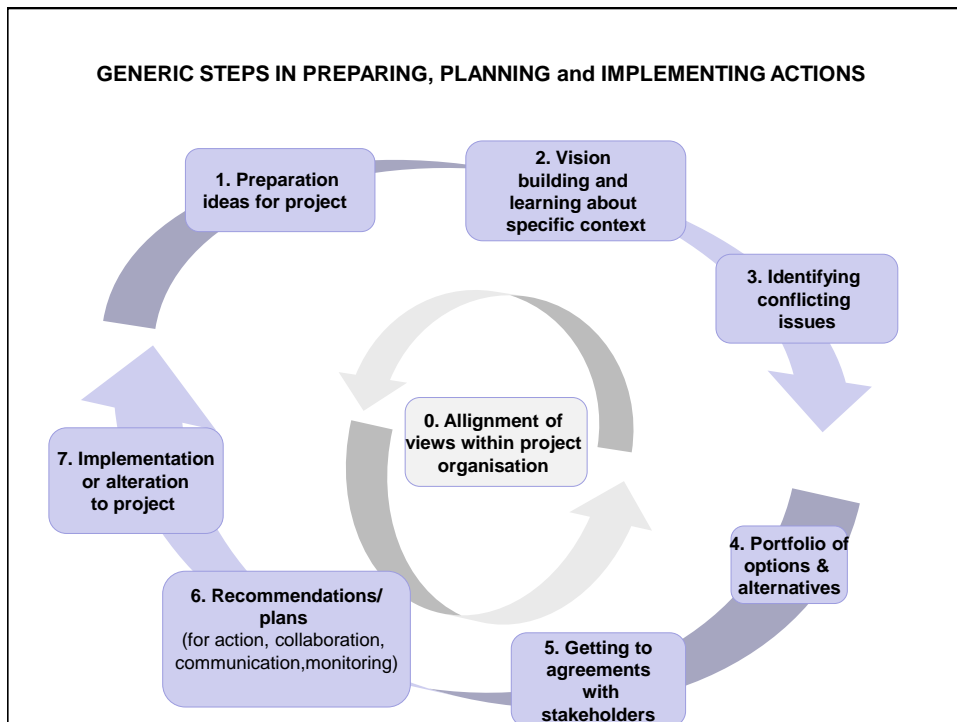 GENERIC STEPS IN PREPARING, PLANNING and IMPLEMENTING ACTIONS
1. Preparation
ideas for project
2. Vision
building and
learning about
specific context
3. Identifying
conflicting
issues
0. Allignment of
views within project
organisation
4. Portfolio of
options &
alternatives
5. Getting to
agreements
with
stakeholders
6. Recommendations/
plans
(for action, collaboration,
communication,monitoring)
7. Implementation
or alteration
to project